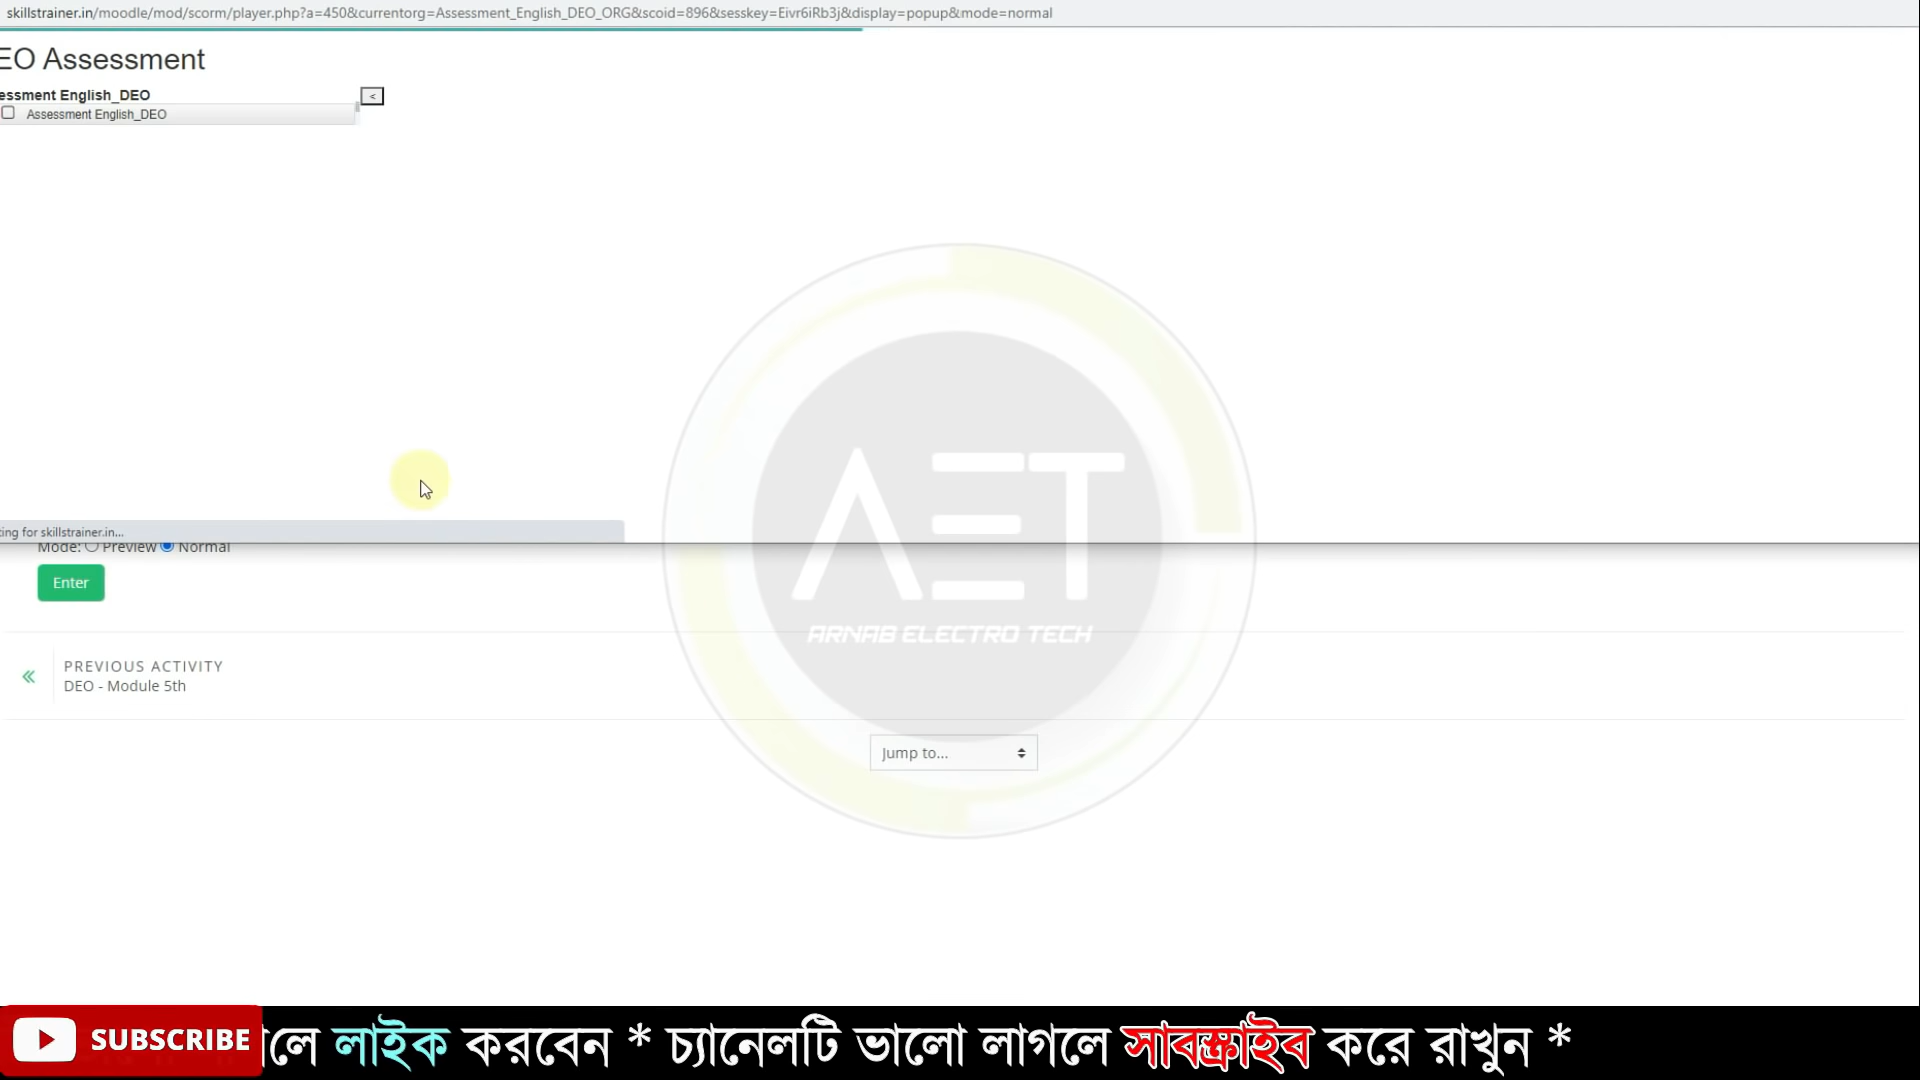 skillstrainer.in/moodle/mod/scorm/player.php?a=450&currentorg=Assessment_English_DEO_ORG&scoid=896&sesskey=Eivr6iRb3j&display=popup&mode=normal
EO Assessment
essment English_DEO
<
Assessment English_DEO
AET
ARNAB ELECTRO TECH
ting for skillstrainer.in...
Mode: Preview Normal
Enter
PREVIOUS ACTIVITY
DEO - Module 5th
Jump to...
SUBSCRIBE লে লাইক করবেন * চ্যানেলটি ভালো লাগলে সাবস্ক্রাইব করে রাখুন *